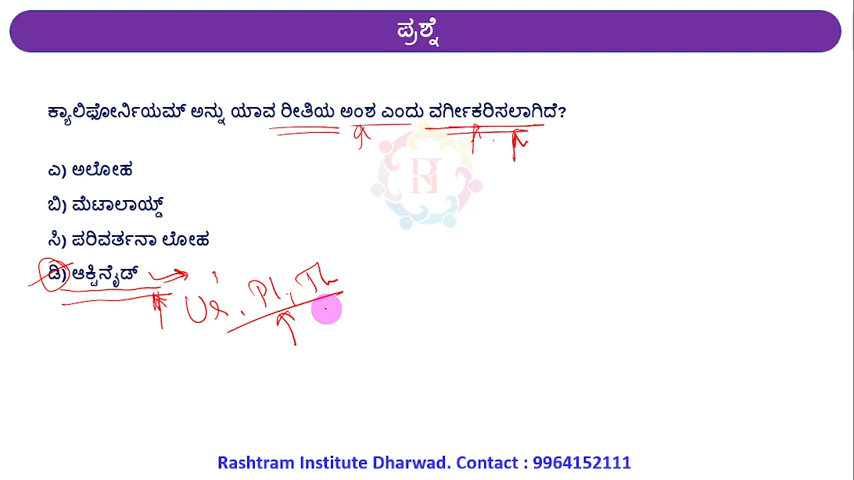 ಪ್ರಶ್ನೆ
ಕ್ಯಾಲಿಫೋರ್ನಿಯಮ್ ಅನ್ನು ಯಾವ ರೀತಿಯ ಅಂಶ ಎಂದು ವರ್ಗೀಕರಿಸಲಾಗಿದೆ?
ಎ) ಅಲೋಹ
ಬಿ) ಮೆಟಾಲಾಯ್ಡ್
ಸಿ) ಪರಿವರ್ತನಾ ಲೋಹ
ಡಿ) ಆಕ್ಟಿನೈಡ್
Pl, Th
Rashtram Institute Dharwad. Contact : 9964152111